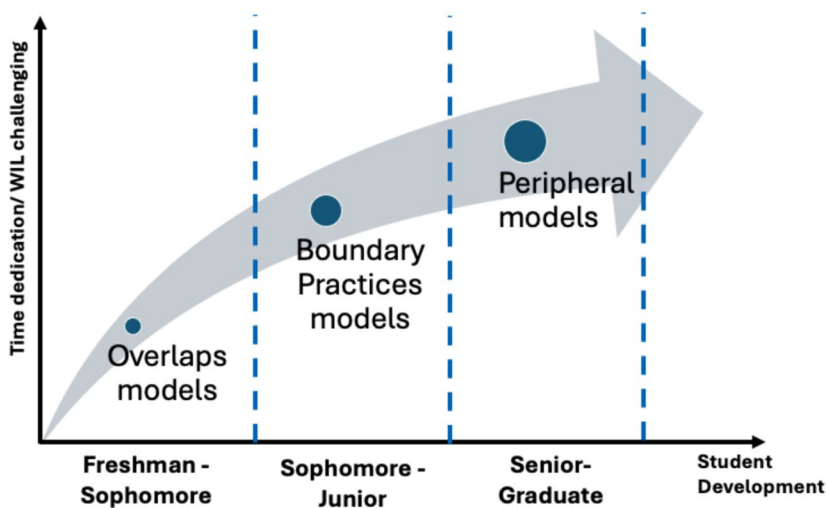 Time dedication/ WIL challenging
Overlaps
models
Boundary
Practices
models
Peripheral
models
Freshman -
Sophomore
Sophomore -
Junior
Senior-
Graduate
Student
Development